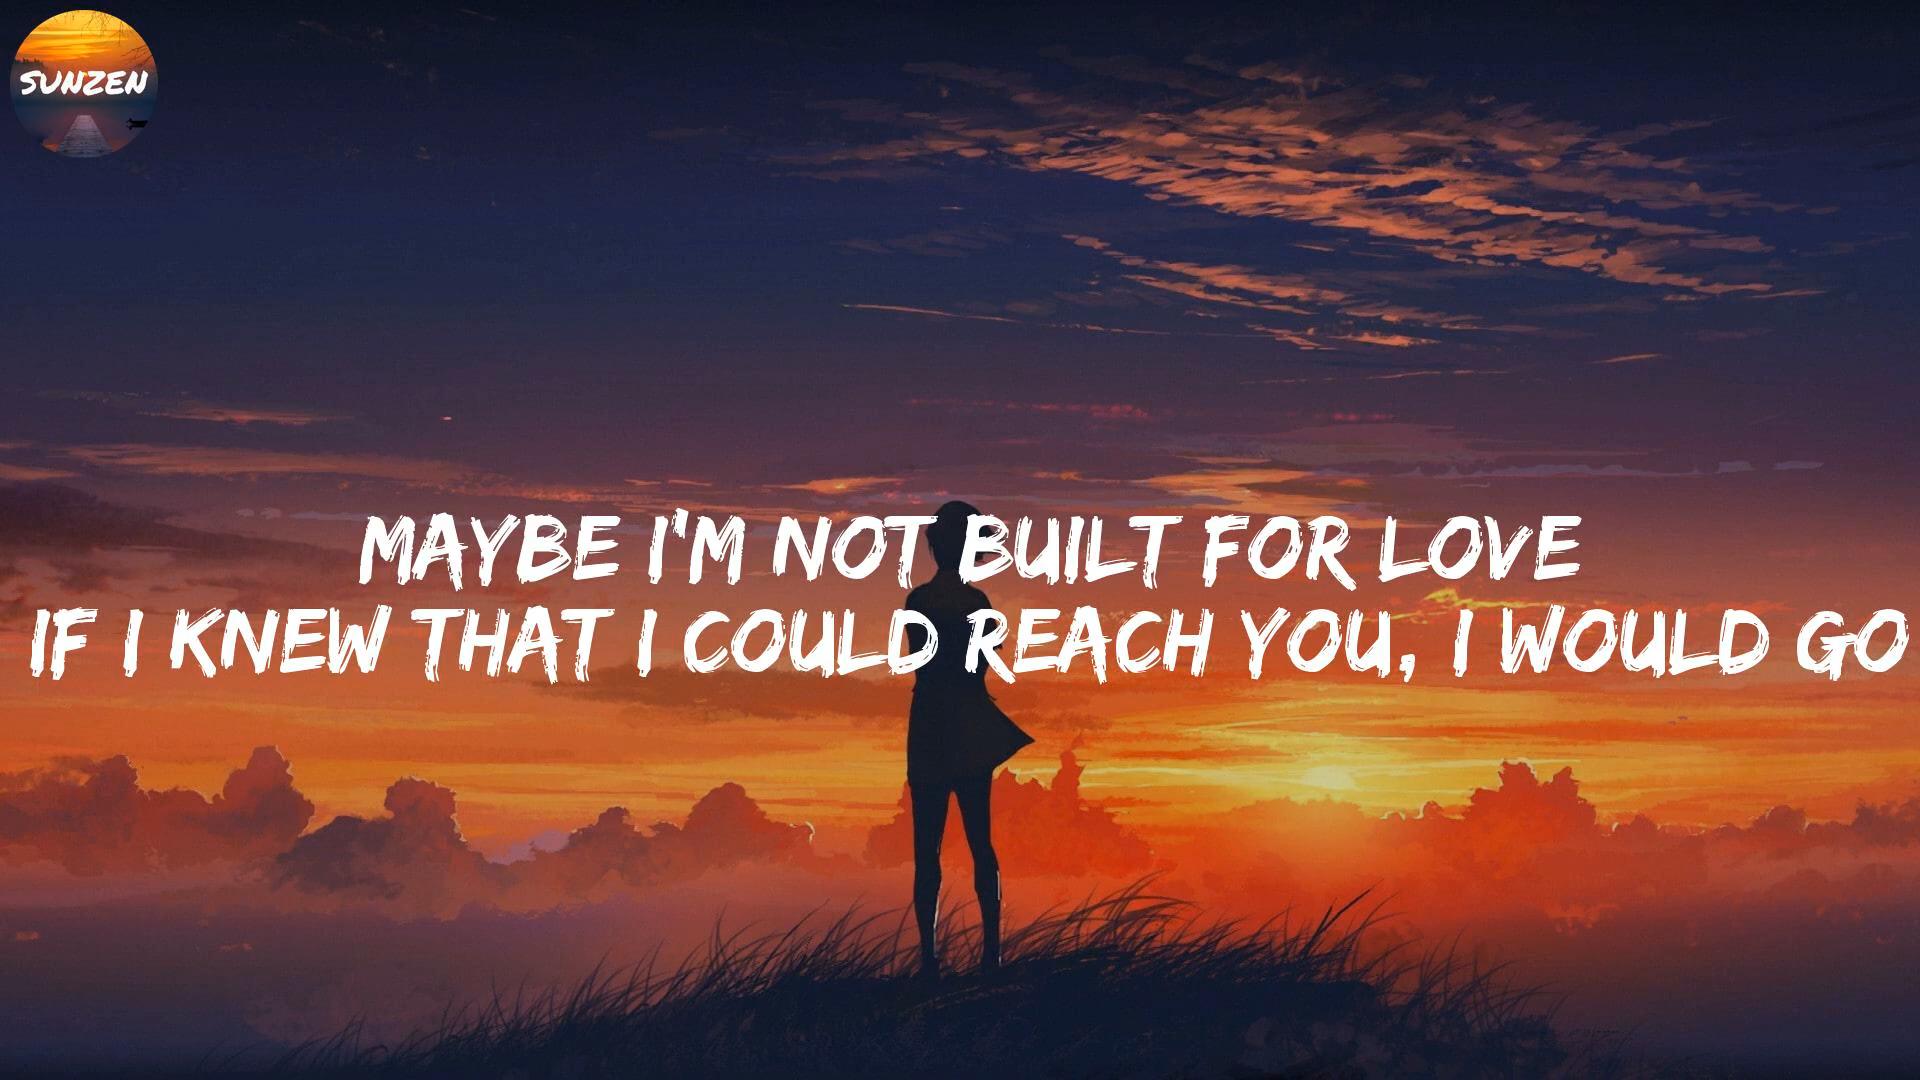 SUNZEN
MAYBE I'M NOT BUILT FOR LOVE
IF I KNEW THAT I COULD REACH YOU, I WOULD GO